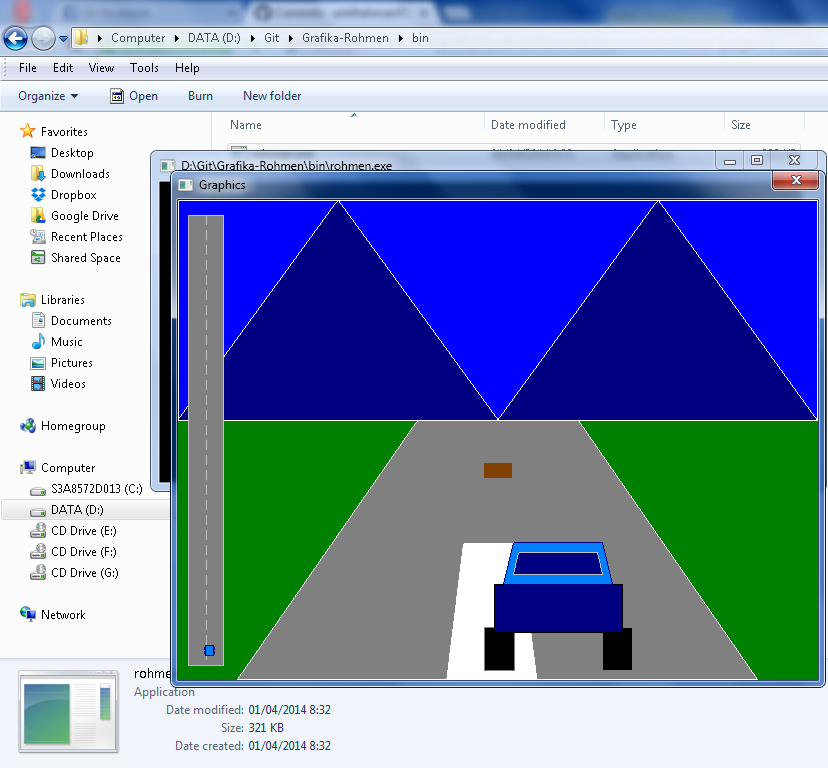 Computer DATA (D:) Git Grafika-Rohmen bin
File Edit View Tools Help
Organize Open Burn New folder
Name Date modified Type Size
Favorites
Desktop
Downloads
Dropbox
Google Drive
Recent Places
Shared Space
Libraries
Documents
Music
Pictures
Videos
Homegroup
Computer
S3A8572D013 (C:)
DATA (D:)
CD Drive (E:)
CD Drive (F:)
CD Drive (G:)
Network
D:\Git\Grafika-Rohmen\bin\rohmen.exe
Graphics
rohme
Application
Date modified: 01/04/2014 8:32
Size: 321 KB
Date created: 01/04/2014 8:32